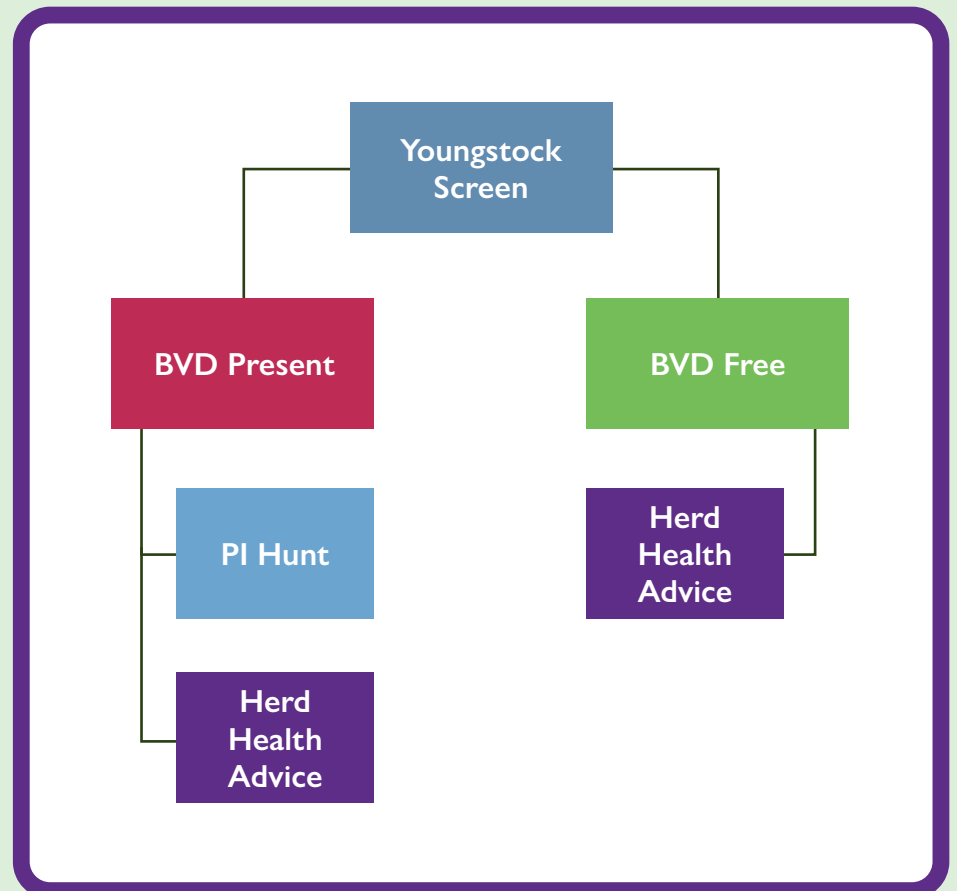 Youngstock
Screen
BVD Present
BVD Free
PI Hunt
Herd
Health
Advice
Herd
Health
Advice